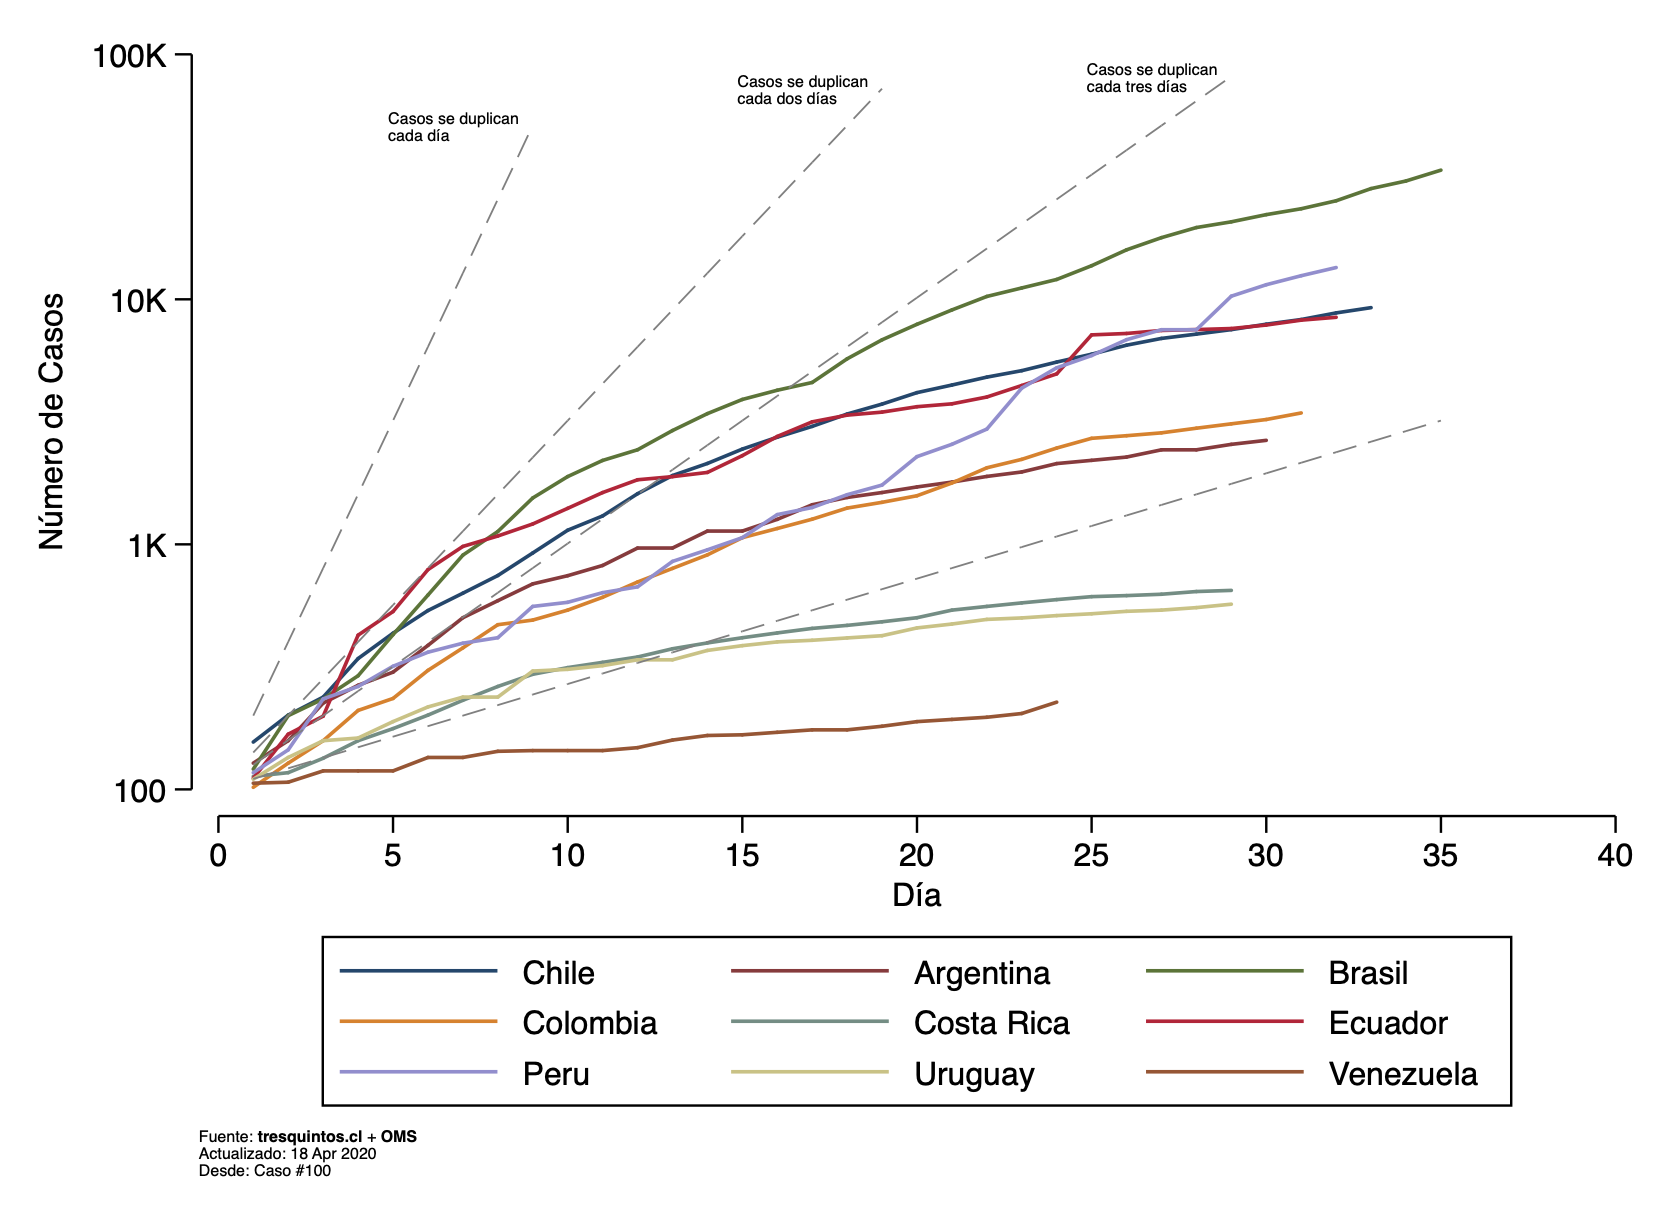 100K
10K
1K
100
Número de Casos
Casos se duplican
cada día
Casos se duplican
cada dos días
Casos se duplican
cada tres días
0 5 10 15 20 25 30 35 40
Día
Chile Argentina Brasil
Colombia Costa Rica Ecuador
Peru Uruguay Venezuela
Fuente: tresquintos.cl + OMS
Actualizado: 18 Apr 2020
Desde: Caso #100